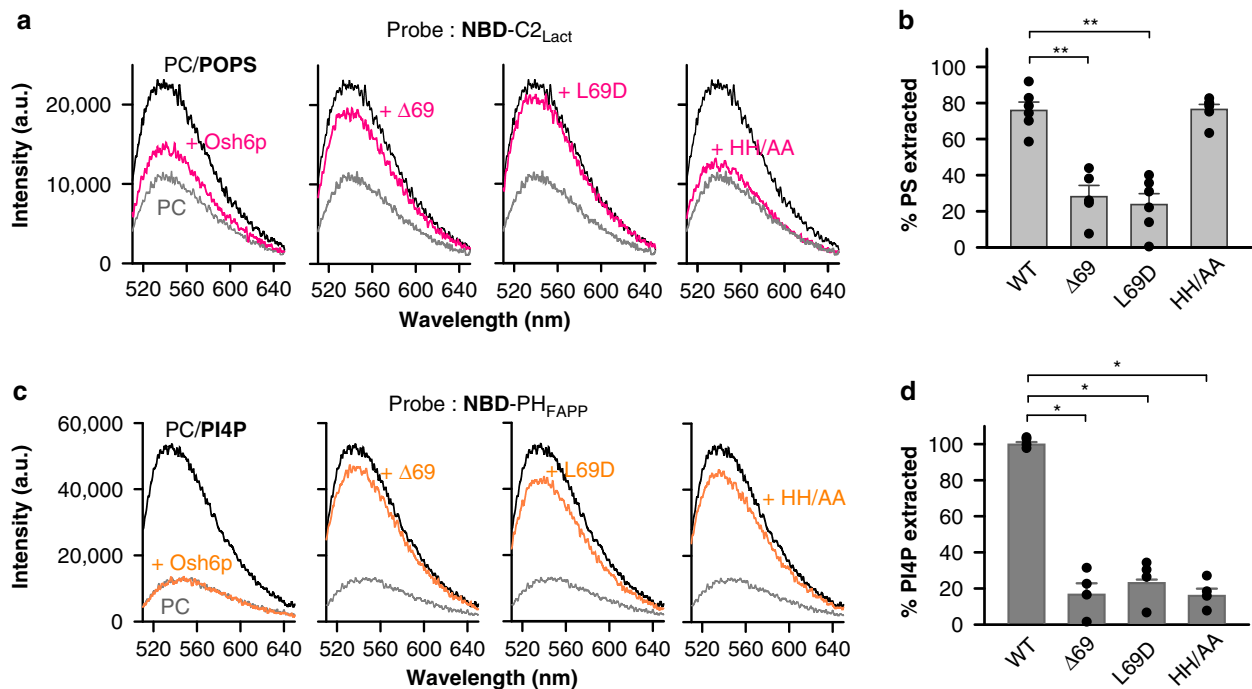 a
Probe : NBD-C2Lact
PC/POPS
+ Osh6p
PC
+ Δ69
+ L69D
+ HH/AA
Intensity (a.u.)
20,000
10,000
0
520 560 600 640
520 560 600 640
520 560 600 640
520 560 600 640
Wavelength (nm)
b
**
**
% PS extracted
100
80
60
40
20
0
WT
Δ69
L69D
HH/AA
c
Probe : NBD-PHFAPP
PC/PI4P
+ Osh6p
PC
+ Δ69
+ L69D
+ HH/AA
Intensity (a.u.)
60,000
40,000
20,000
0
520 560 600 640
520 560 600 640
520 560 600 640
520 560 600 640
Wavelength (nm)
d
*
*
*
% PI4P extracted
100
80
60
40
20
0
WT
Δ69
L69D
HH/AA